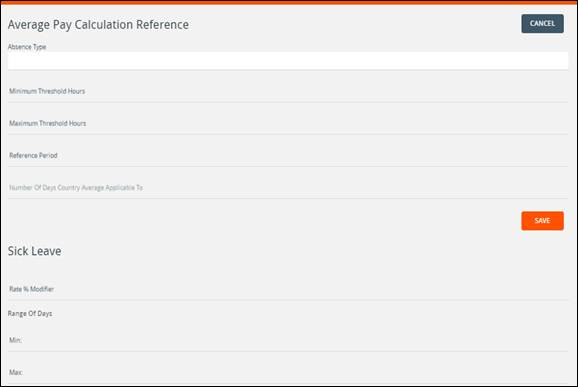 Average Pay Calculation Reference
CANCEL
Absence Type
Minimum Threshold Hours
Maximum Threshold Hours
Reference Period
Number Of Days Country Average Applicable To
SAVE
Sick Leave
Rate % Modifier
Range Of Days
Min:
Max: